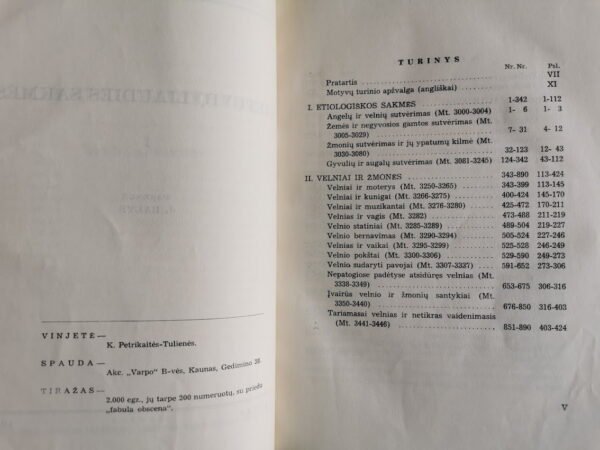 VINJETĖ—
K. Petrikaitės-Tulienės.
SPAUDA—
Akc. „Varpo" B-vės, Kaunas, Gedimino 38.
TIRAŽAS—
2.000 egz., jų tarpe 200 numeruotų, su priedu
„fabula obscena".
TURINYS
Nr. Nr. Psl.
Pratartis VII
Motyvų turinio apžvalga (angliškai) XI
I. ETIOLOGIŠKOS SAKMĖS 1-342 1-112
Angelų ir velnių sutvėrimas (Mt. 3000-3004) 1- 6 1- 3
Žemės ir negyvosios gamtos sutvėrimas (Mt.
3005-3029) 7- 31 4- 12
Žmonių sutvėrimas ir jų ypatumų kilmė (Mt.
3030-3080) 32-123 12- 43
Gyvulių ir augalų sutvėrimas (Mt. 3081-3245) 124-342 43-112
II. VELNIAI IR ŽMONĖS 343-890 113-424
Velniai ir moterys (Mt. 3250-3265) 343-399 113-145
Velniai ir kunigai (Mt. 3266-3275) 400-424 145-170
Velniai ir muzikantai (Mt. 3276-3280) 425-472 170-211
Velnias ir vagis (Mt. 3282) 473-488 211-219
Velnio statiniai (Mt. 3285-3289) 489-504 219-227
Velnio bernavimas (Mt. 3290-3294) 505-524 227-246
Velnias ir vaikai (Mt. 3295-3299) 525-528 246-249
Velnio pokštai (Mt. 3300-3306) 529-590 249-273
Velnio sudaryti pavojai (Mt. 3307-3337) 591-652 273-306
Nepatogiose padėtyse atsidūręs velnias (Mt.
3338-3349) 653-675 306-316
Įvairūs velnio ir žmonių santykiai (Mt.
3350-3440) 676-850 316-403
Tariamasai velnias ir netikras vaidenimasis
(Mt. 3441-3446) 851-890 403-424
V